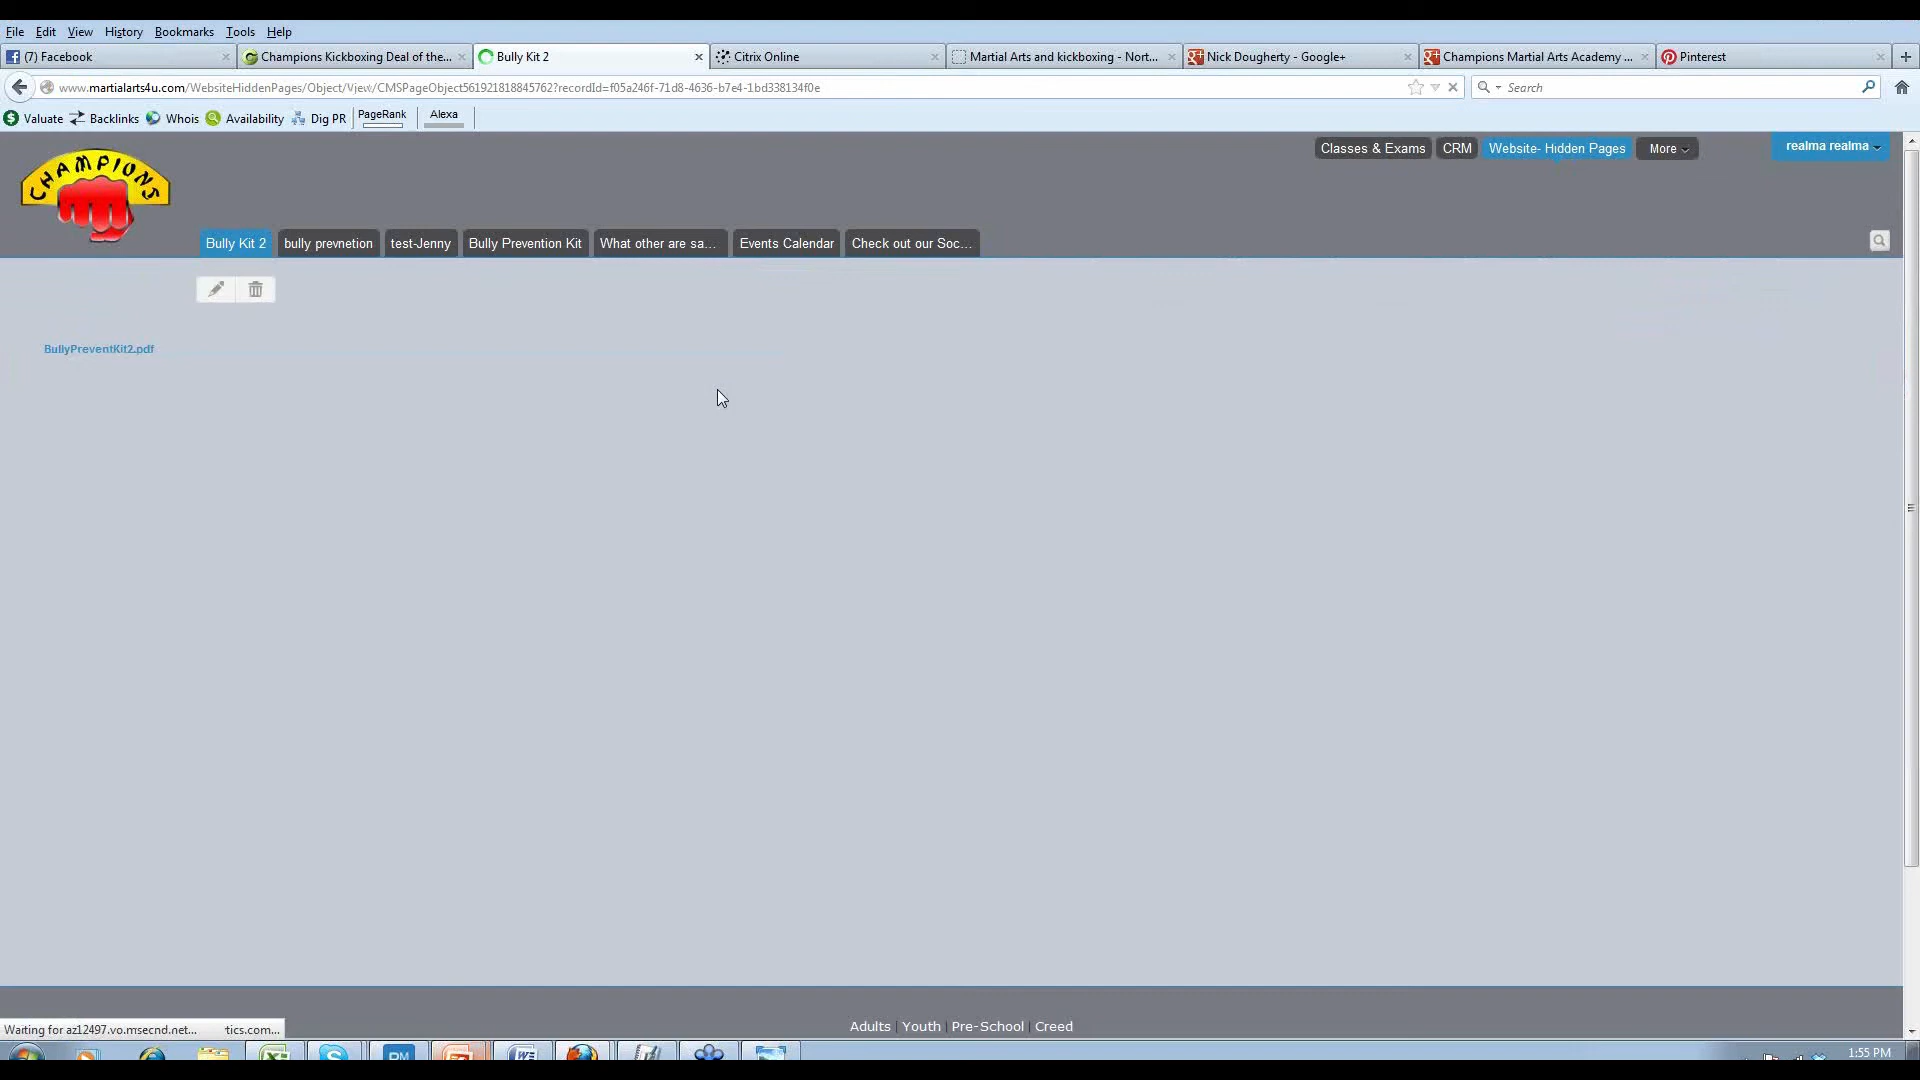 File Edit View History Bookmarks Tools Help
(7) Facebook
Champions Kickboxing Deal of the...
Bully Kit 2
Citrix Online
Martial Arts and kickboxing - Nort...
Nick Dougherty - Google+
Champions Martial Arts Academy ...
Pinterest
www.martialarts4u.com/WebsiteHiddenPages/Object/View/CMSPageObject561921818845762?recordId=f05a246f-71d8-4636-b7e4-1bd338134f0e
Search
Valuate Backlinks Whois Availability Dig PR PageRank Alexa
Classes & Exams CRM Website- Hidden Pages More realma realma
CHAMPIONS
Bully Kit 2 bully prevnetion test-Jenny Bully Prevention Kit What other are sa... Events Calendar Check out our Soc...
BullyPreventKit2.pdf
Adults | Youth | Pre-School | Creed
Waiting for az12497.vo.msecnd.net... tics.com...
1:55 PM